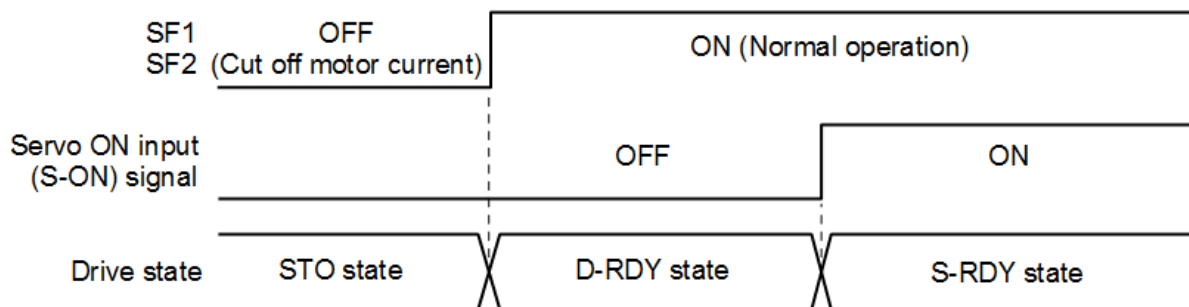 SF1 OFF
SF2 (Cut off motor current)
ON (Normal operation)
Servo ON input
(S-ON) signal
OFF
ON
Drive state
STO state
D-RDY state
S-RDY state